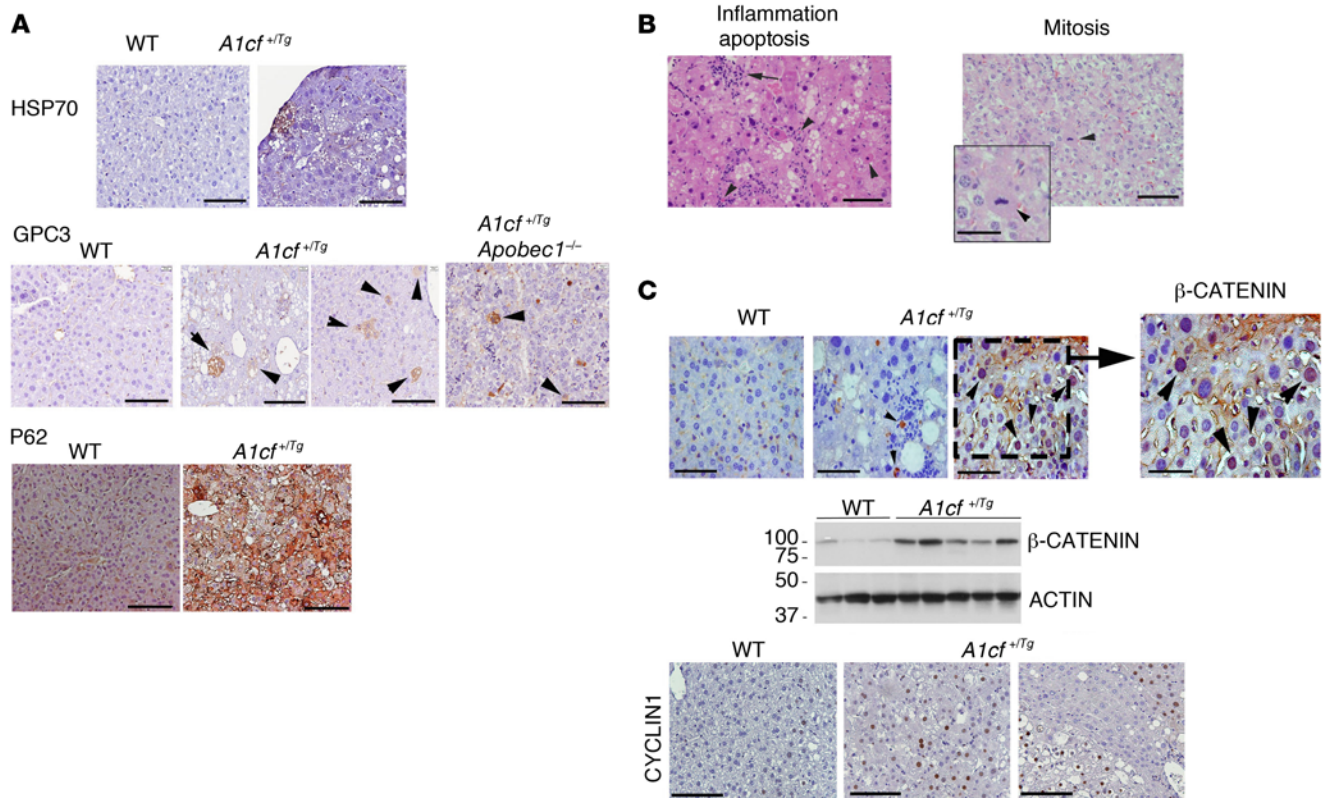 A
WT A1cf +/Tg
HSP70
GPC3
WT A1cf +/Tg A1cf +/Tg
Apobec1–/–
P62
WT A1cf +/Tg
B
Inflammation
apoptosis
Mitosis
C
β-CATENIN
WT A1cf +/Tg
WT A1cf +/Tg
100 -
75 -
β-CATENIN
50 -
37 -
ACTIN
WT A1cf +/Tg
CYCLIN1